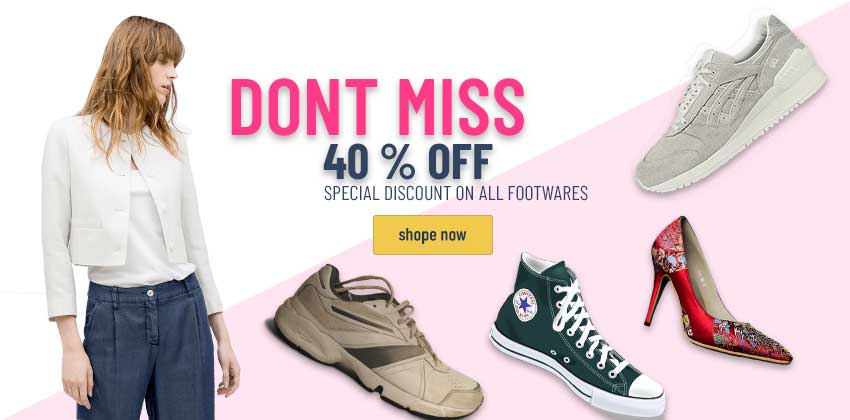 DONT MISS
40 % OFF
SPECIAL DISCOUNT ON ALL FOOTWARES
shope now